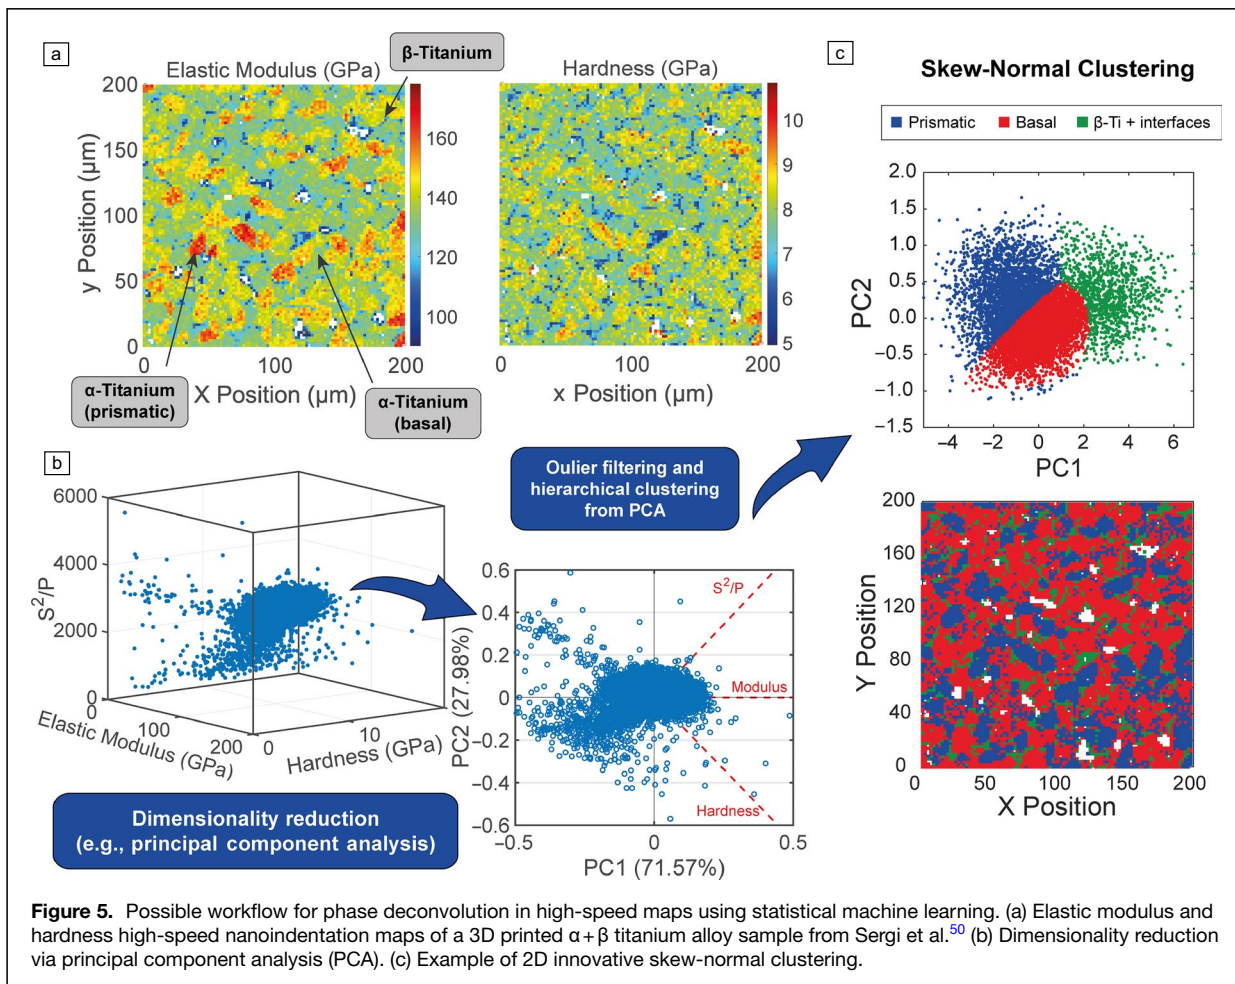 a
β-Titanium
Elastic Modulus (GPa)
200
150
100
50
0
y Position (µm)
0
100
200
X Position (µm)
160
140
120
100
α-Titanium
(prismatic)
α-Titanium
(basal)
Hardness (GPa)
0
100
200
x Position (µm)
10
9
8
7
6
5
b
6000
4000
2000
0
S²/P
0
100
200
Elastic Modulus (GPa)
0
10
Hardness (GPa)
Dimensionality reduction
(e.g., principal component analysis)
Oulier filtering and
hierarchical clustering
from PCA
0.6
0.4
0.2
0
−0.2
−0.4
−0.6
PC2 (27.98%)
S²/P
Modulus
Hardness
−0.5
0
0.5
PC1 (71.57%)
c
Skew-Normal Clustering
Prismatic Basal β-Ti + interfaces
2.0
1.5
1.0
0.5
0.0
−0.5
−1.0
−1.5
PC2
−4 −2 0 2 4 6
PC1
200
160
120
80
40
0
Y Position
0 50 100 150 200
X Position
Figure 5. Possible workflow for phase deconvolution in high-speed maps using statistical machine learning. (a) Elastic modulus and
hardness high-speed nanoindentation maps of a 3D printed α+β titanium alloy sample from Sergi et al.⁵⁰ (b) Dimensionality reduction
via principal component analysis (PCA). (c) Example of 2D innovative skew-normal clustering.